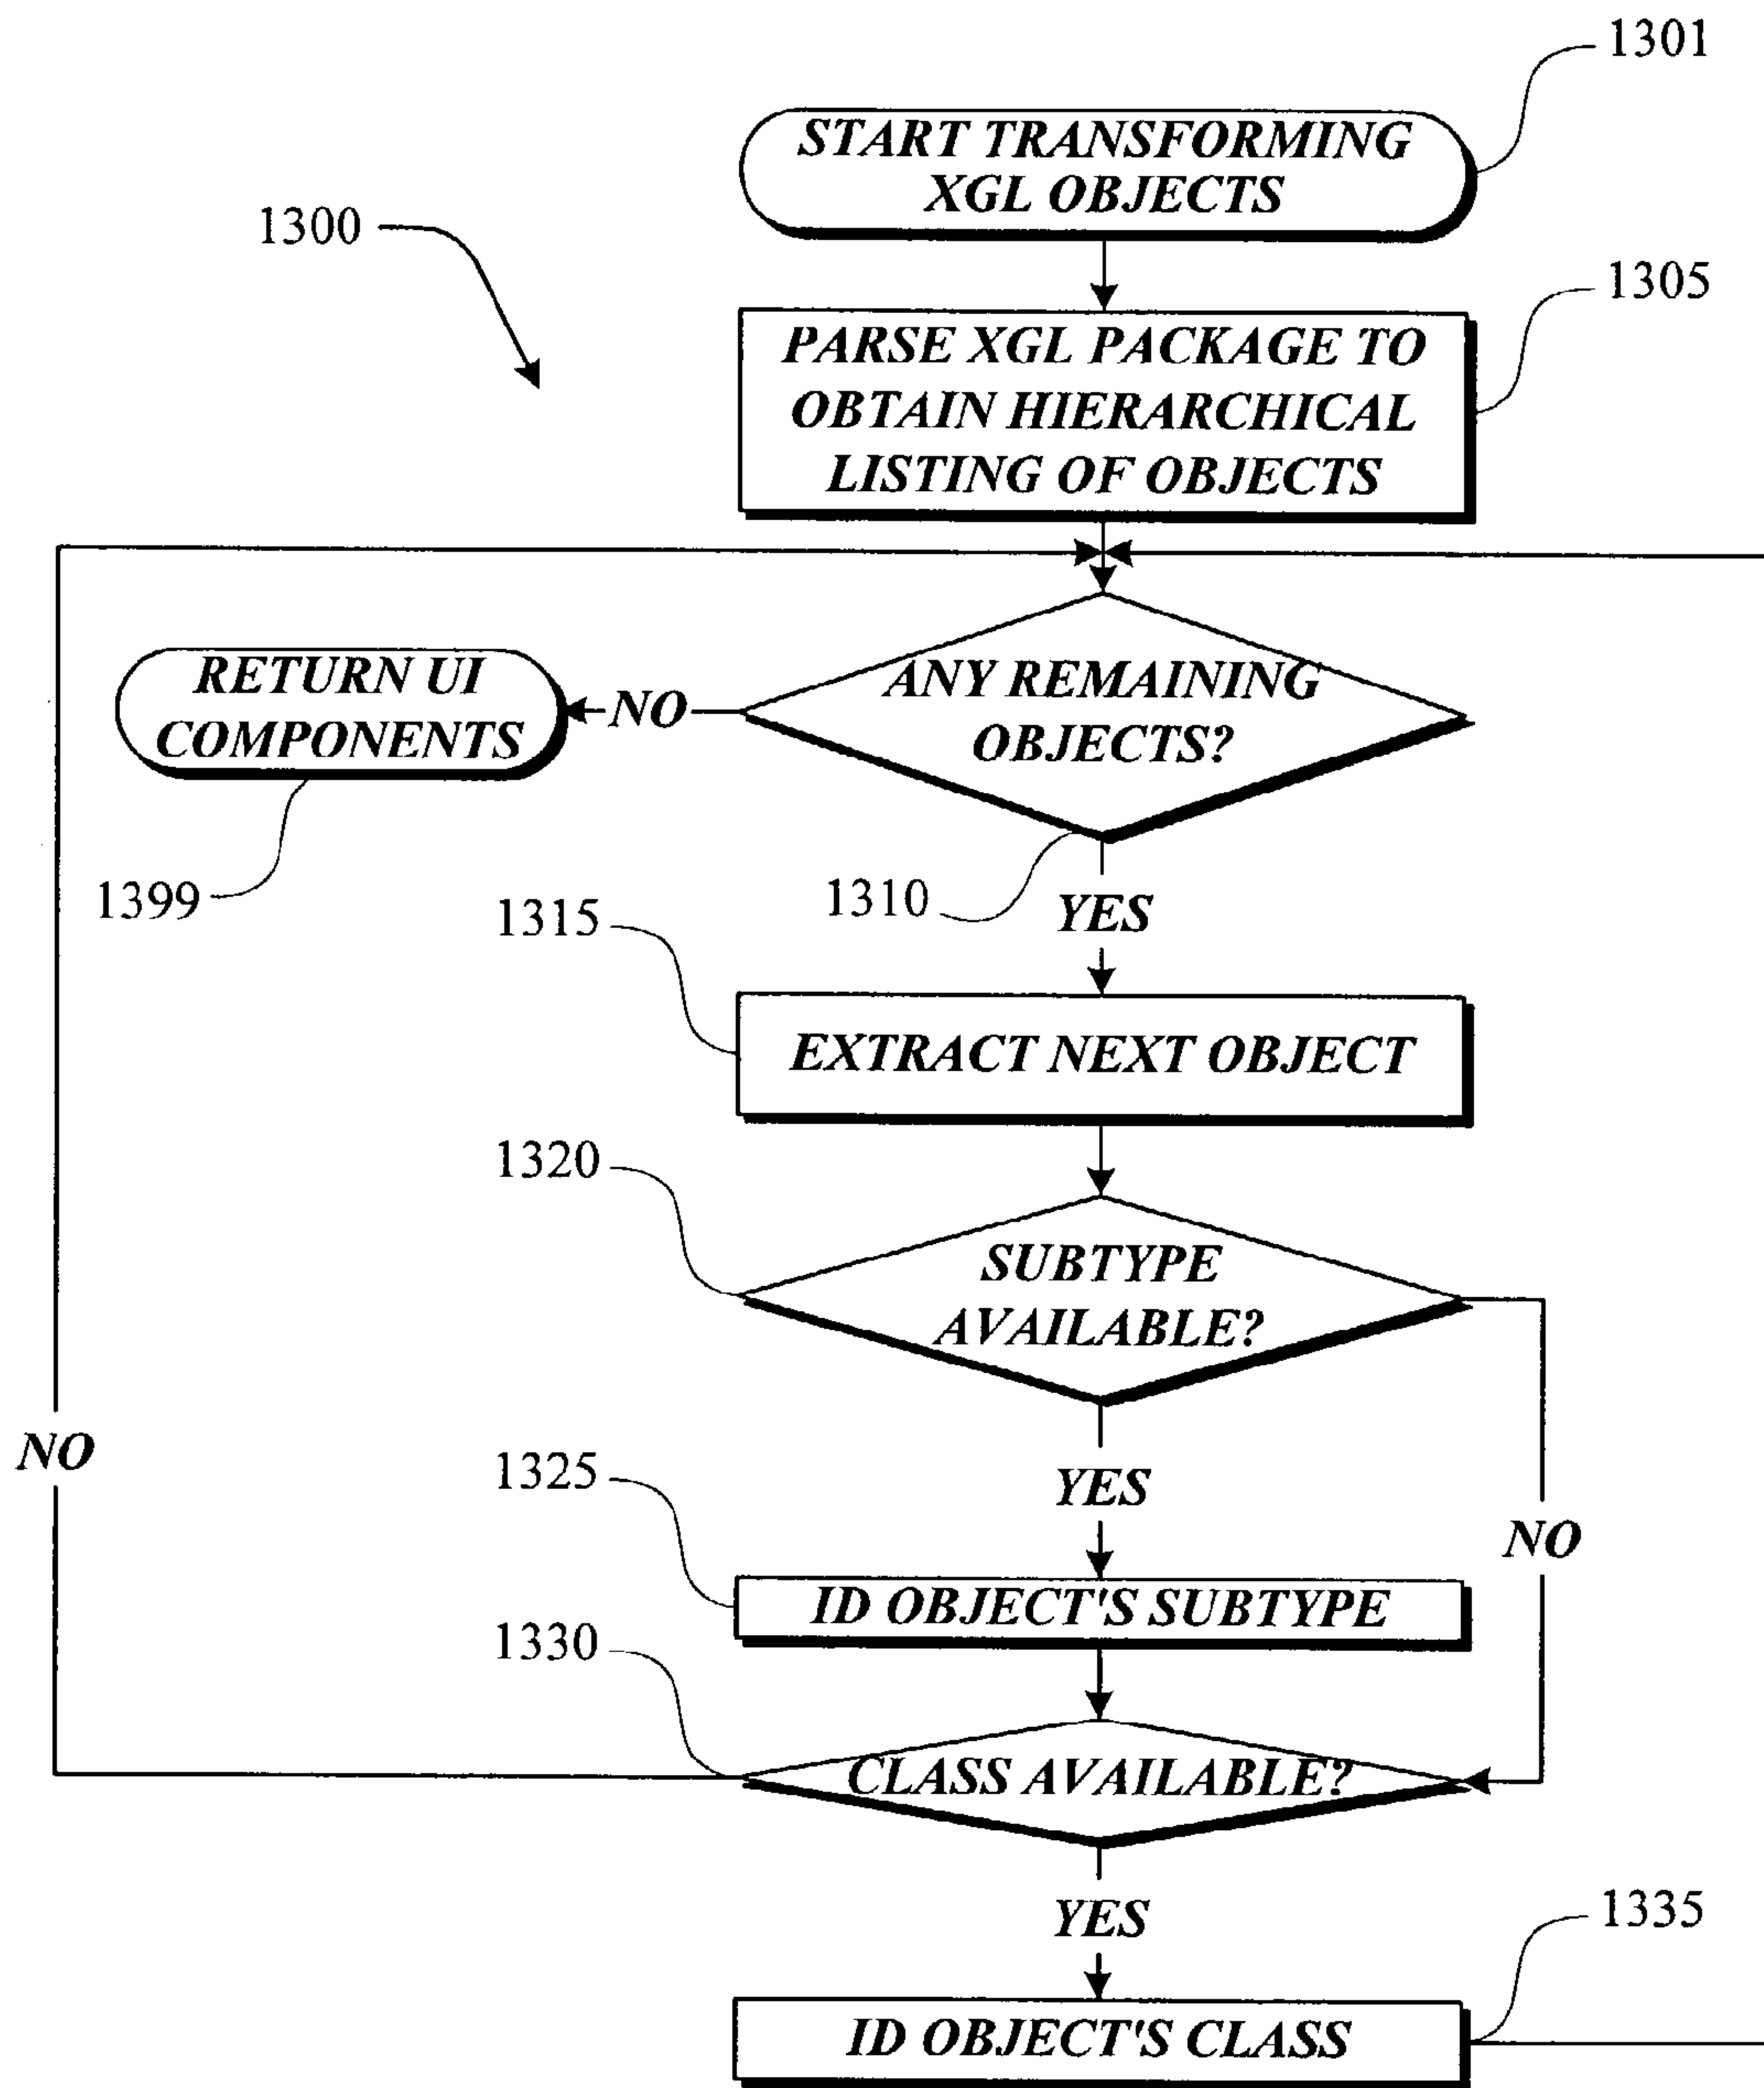 1301
START TRANSFORMING
XGL OBJECTS
1300
1305
PARSE XGL PACKAGE TO
OBTAIN HIERARCHICAL
LISTING OF OBJECTS
RETURN UI
COMPONENTS
NO
ANY REMAINING
OBJECTS?
1399
1310
YES
1315
EXTRACT NEXT OBJECT
1320
SUBTYPE
AVAILABLE?
NO
1325
YES
NO
ID OBJECT'S SUBTYPE
1330
CLASS AVAILABLE?
YES
1335
ID OBJECT'S CLASS